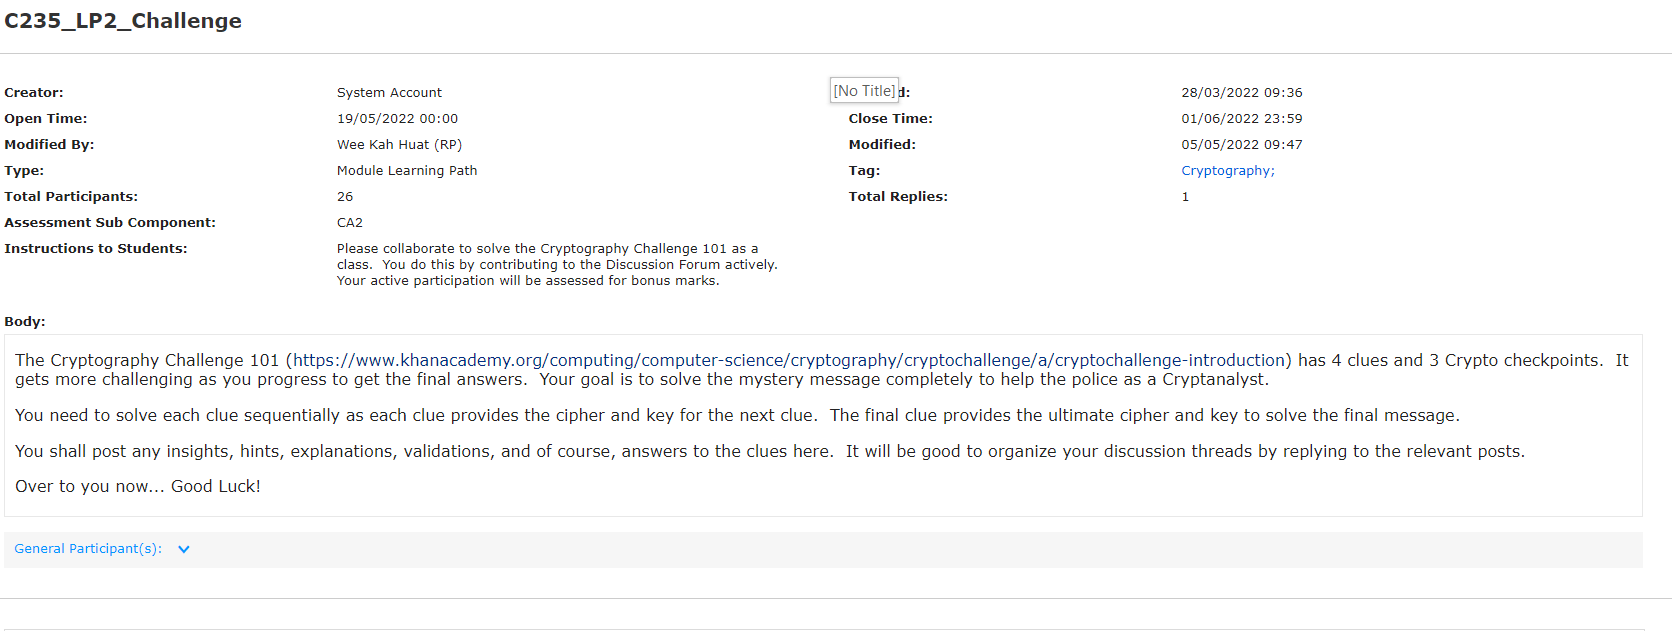 C235_LP2_Challenge
Creator: System Account [No Title] d: 28/03/2022 09:36
Open Time: 19/05/2022 00:00 Close Time: 01/06/2022 23:59
Modified By: Wee Kah Huat (RP) Modified: 05/05/2022 09:47
Type: Module Learning Path Tag: Cryptography;
Total Participants: 26 Total Replies: 1
Assessment Sub Component: CA2
Instructions to Students: Please collaborate to solve the Cryptography Challenge 101 as a
class.  You do this by contributing to the Discussion Forum actively.
Your active participation will be assessed for bonus marks.
Body:
The Cryptography Challenge 101 (https://www.khanacademy.org/computing/computer-science/cryptography/cryptochallenge/a/cryptochallenge-introduction) has 4 clues and 3 Crypto checkpoints.  It
gets more challenging as you progress to get the final answers.  Your goal is to solve the mystery message completely to help the police as a Cryptanalyst.
You need to solve each clue sequentially as each clue provides the cipher and key for the next clue.  The final clue provides the ultimate cipher and key to solve the final message.
You shall post any insights, hints, explanations, validations, and of course, answers to the clues here.  It will be good to organize your discussion threads by replying to the relevant posts.
Over to you now... Good Luck!
General Participant(s):